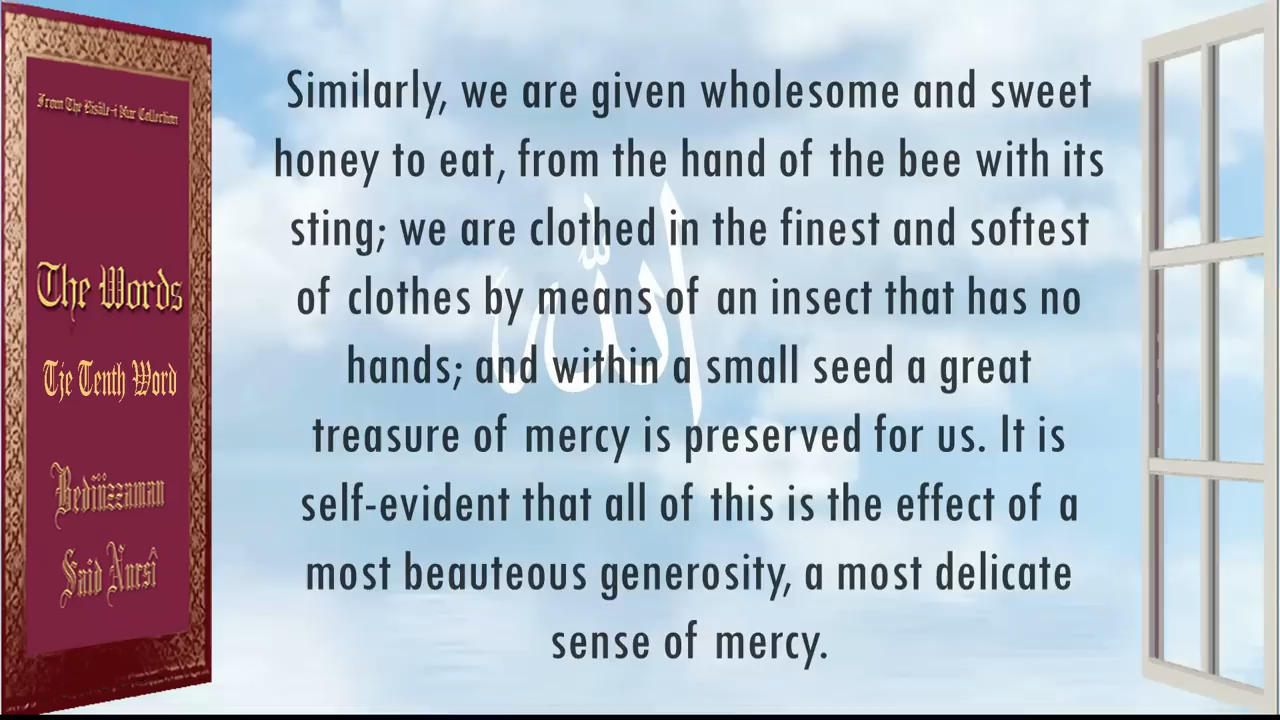 From The Risale-i Nur Collection
The Words
Tje Tenth Word
Bediüzzaman
Said Nursî
Similarly, we are given wholesome and sweet
honey to eat, from the hand of the bee with its
sting; we are clothed in the finest and softest
of clothes by means of an insect that has no
hands; and within a small seed a great
treasure of mercy is preserved for us. It is
self-evident that all of this is the effect of a
most beauteous generosity, a most delicate
sense of mercy.
الله